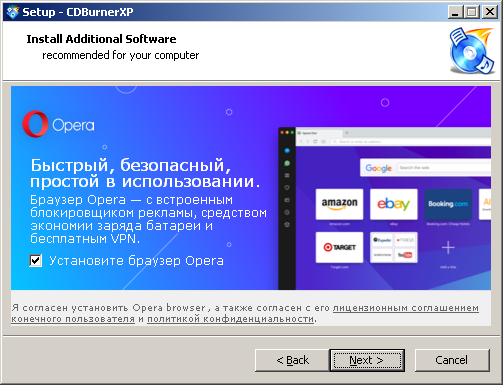 Setup - CDBurnerXP
Install Additional Software
recommended for your computer
Opera
Быстрый, безопасный,
простой в использовании.
Браузер Opera — с встроенным
блокировщиком рекламы, средством
экономии заряда батареи и
бесплатным VPN.
Установите браузер Opera
Google
amazon
ebay
Booking.com
TARGET
Expedia
YouTube
Я согласен установить Opera browser , а также согласен с его лицензионным соглашением
конечного пользователя и политикой конфиденциальности.
< Back
Next >
Cancel